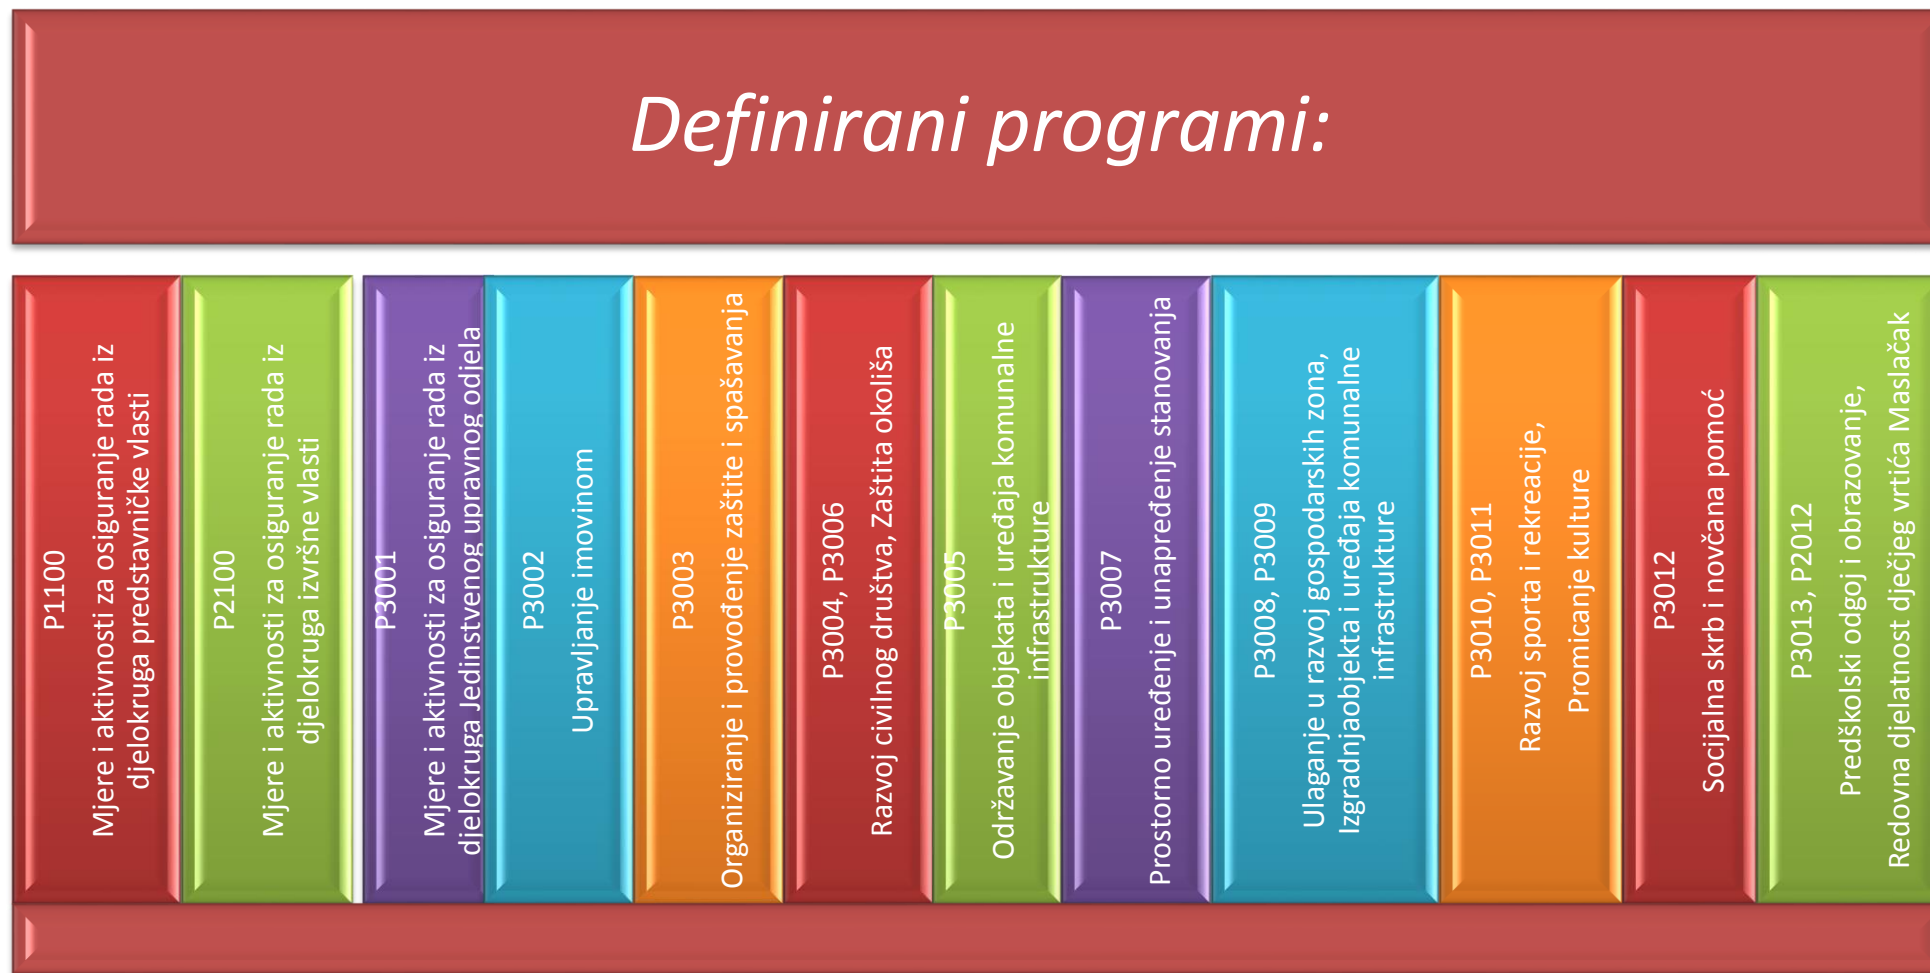 Definirani programi:
P1100
Mjere i aktivnosti za osiguranje rada iz
djelokruga predstavničke vlasti
P2100
Mjere i aktivnosti za osiguranje rada iz
djelokruga izvršne vlasti
P3001
Mjere i aktivnosti za osiguranje rada iz
djelokruga Jedinstvenog upravnog odjela
P3002
Upravljanje imovinom
P3003
Organiziranje i provođenje zaštite i spašavanja
P3004, P3006
Razvoj civilnog društva, Zaštita okoliša
P3005
Održavanje objekata i uređaja komunalne
infrastrukture
P3007
Prostorno uređenje i unapređenje stanovanja
P3008, P3009
Ulaganje u razvoj gospodarskih zona,
Izgradnjaobjekta i uređaja komunalne
infrastrukture
P3010, P3011
Razvoj sporta i rekreacije,
Promicanje kulture
P3012
Socijalna skrb i novčana pomoć
P3013, P2012
Predškolski odgoj i obrazovanje,
Redovna djelatnost dječjeg vrtića Maslačak